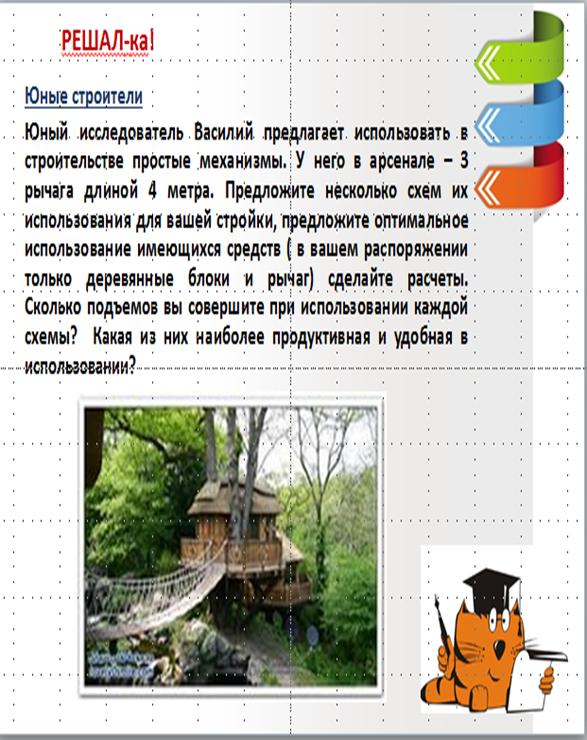 РЕШАЛ-ка!
Юные строители
Юный исследователь Василий предлагает использовать в
строительстве простые механизмы. У него в арсенале – 3
рычага длиной 4 метра. Предложите несколько схем их
использования для вашей стройки, предложите оптимальное
использование имеющихся средств ( в вашем распоряжении
только деревянные блоки и рычаг) сделайте расчеты.
Сколько подъемов вы совершите при использовании каждой
схемы? Какая из них наиболее продуктивная и удобная в
использовании?